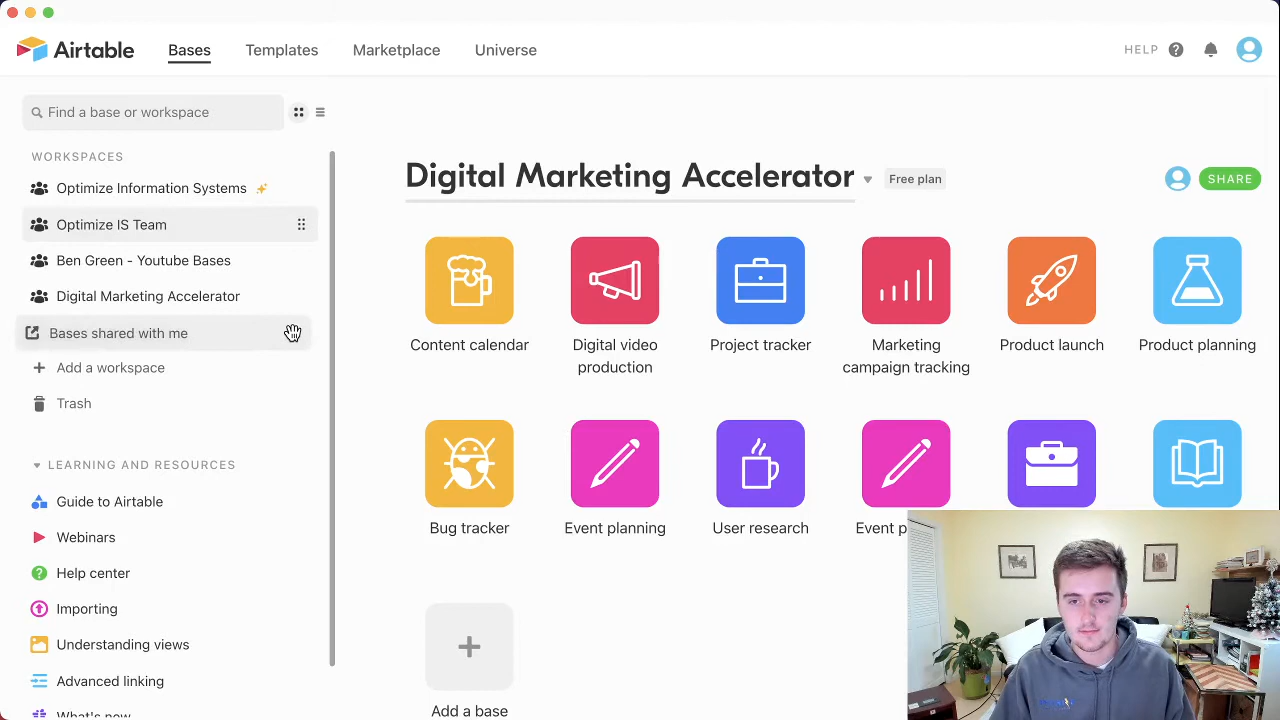 Airtable
Bases
Templates
Marketplace
Universe
HELP
Find a base or workspace
WORKSPACES
Optimize Information Systems
Optimize IS Team
Ben Green - Youtube Bases
Digital Marketing Accelerator
Bases shared with me
Add a workspace
Trash
LEARNING AND RESOURCES
Guide to Airtable
Webinars
Help center
Importing
Understanding views
Advanced linking
What's new
Digital Marketing Accelerator
Free plan
SHARE
Content calendar
Digital video
production
Project tracker
Marketing
campaign tracking
Product launch
Product planning
Bug tracker
Event planning
User research
Event p
Add a base